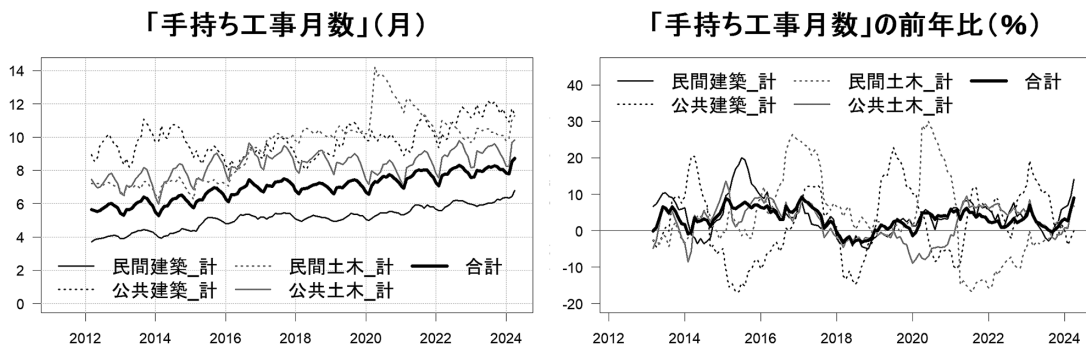 「手持ち工事月数」(月)
14
12
10
8
6
4
2
0
民間建築_計
民間土木_計
合計
公共建築_計
公共土木_計
2012 2014 2016 2018 2020 2022 2024
「手持ち工事月数」の前年比(%)
民間建築_計
民間土木_計
合計
公共建築_計
公共土木_計
40
30
20
10
0
-10
-20
2012 2014 2016 2018 2020 2022 2024